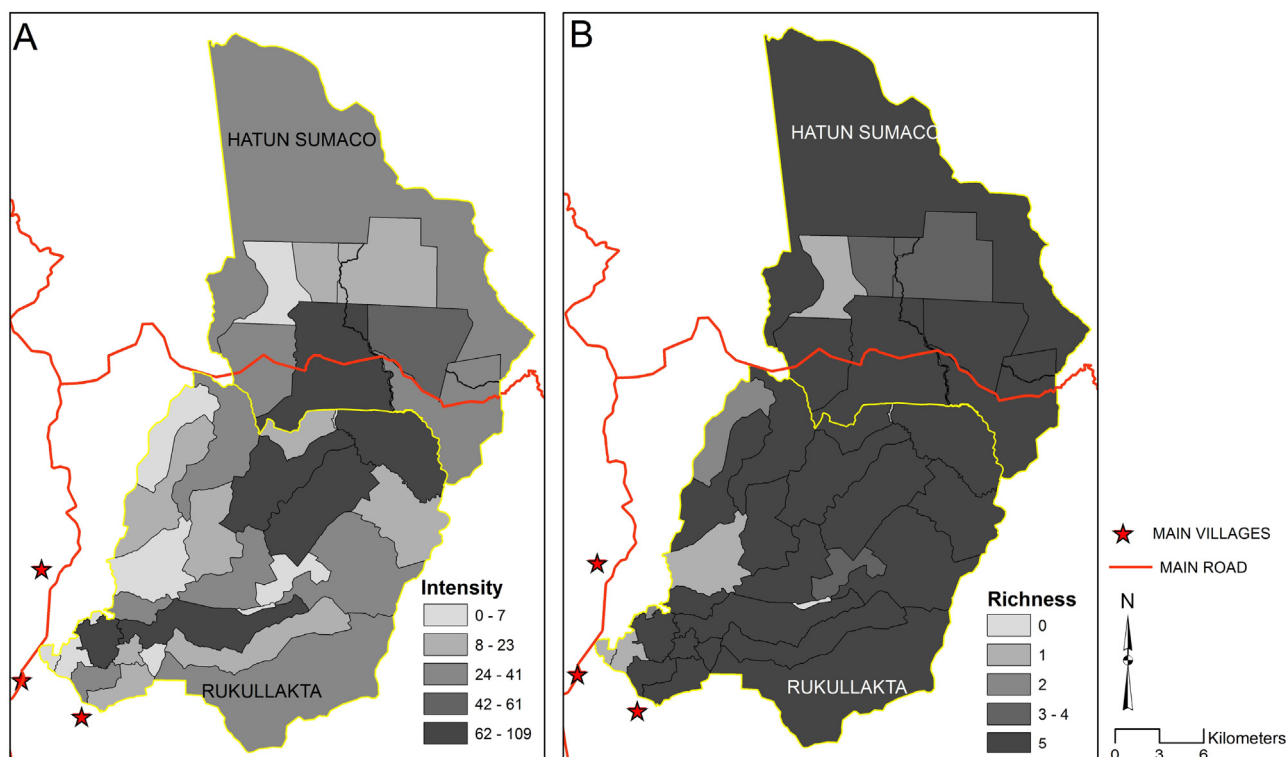 A
HATUN SUMACO
RUKULLAKTA
Intensity
0 - 7
8 - 23
24 - 41
42 - 61
62 - 109
B
HATUN SUMACO
RUKULLAKTA
Richness
0
1
2
3 - 4
5
MAIN VILLAGES
MAIN ROAD
N
Kilometers
0 3 6